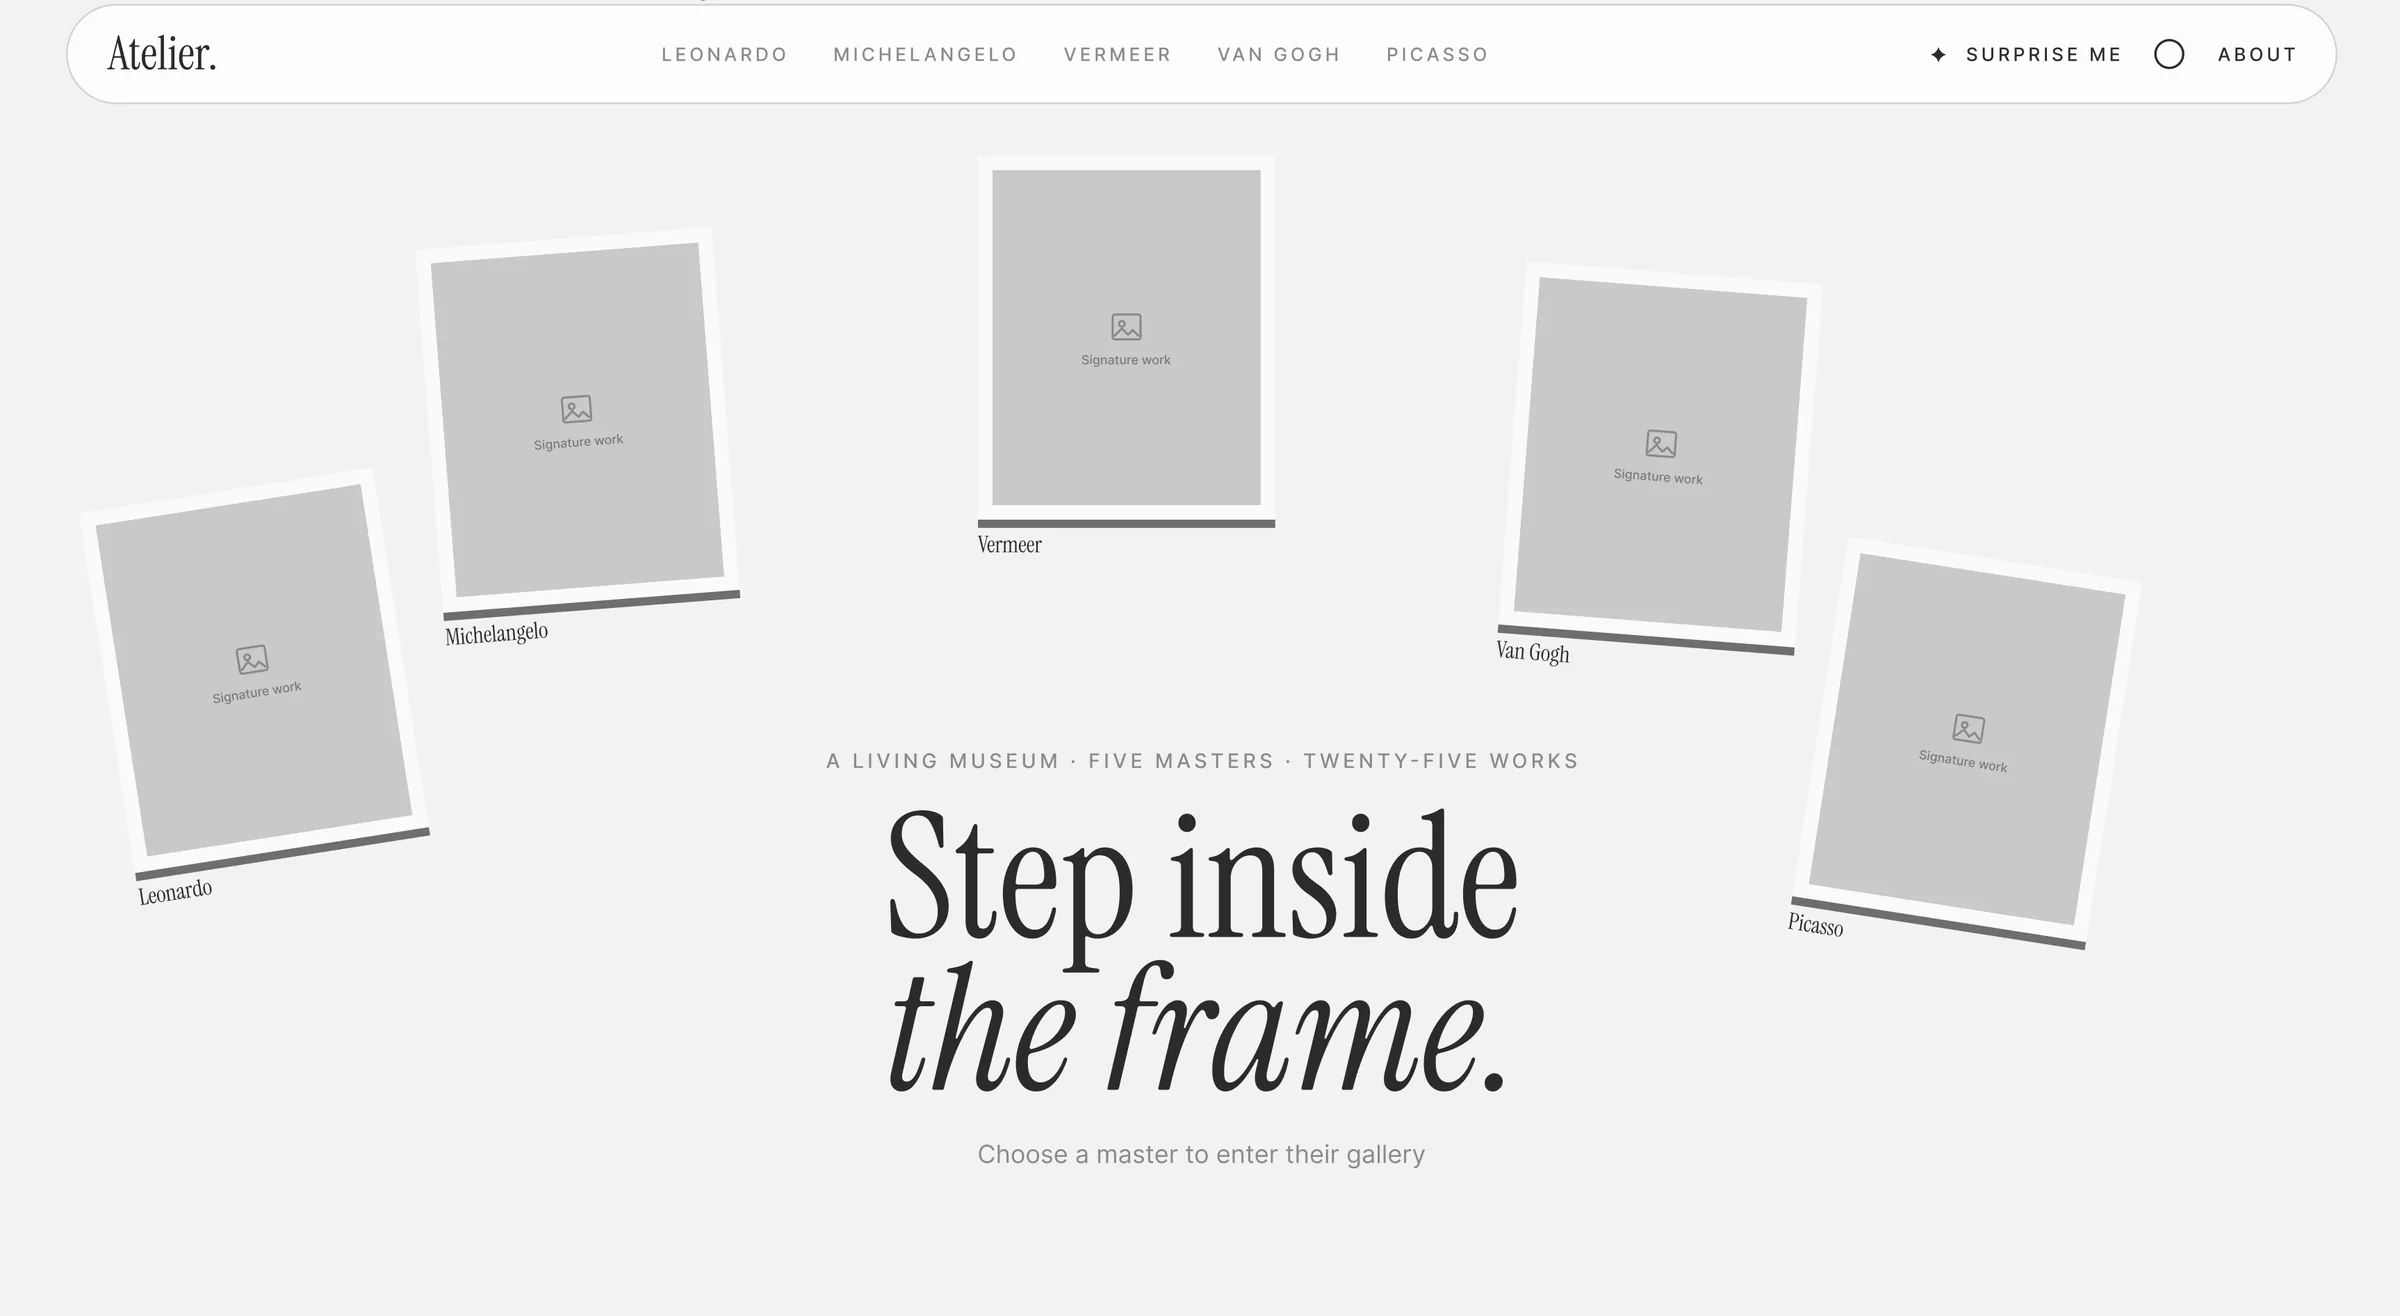 Atelier.
LEONARDO
MICHELANGELO
VERMEER
VAN GOGH
PICASSO
SURPRISE ME
ABOUT
Signature work
Vermeer
Signature work
Michelangelo
Signature work
Van Gogh
Signature work
Leonardo
Signature work
Picasso
A LIVING MUSEUM · FIVE MASTERS · TWENTY-FIVE WORKS
Step inside
the frame.
Choose a master to enter their gallery